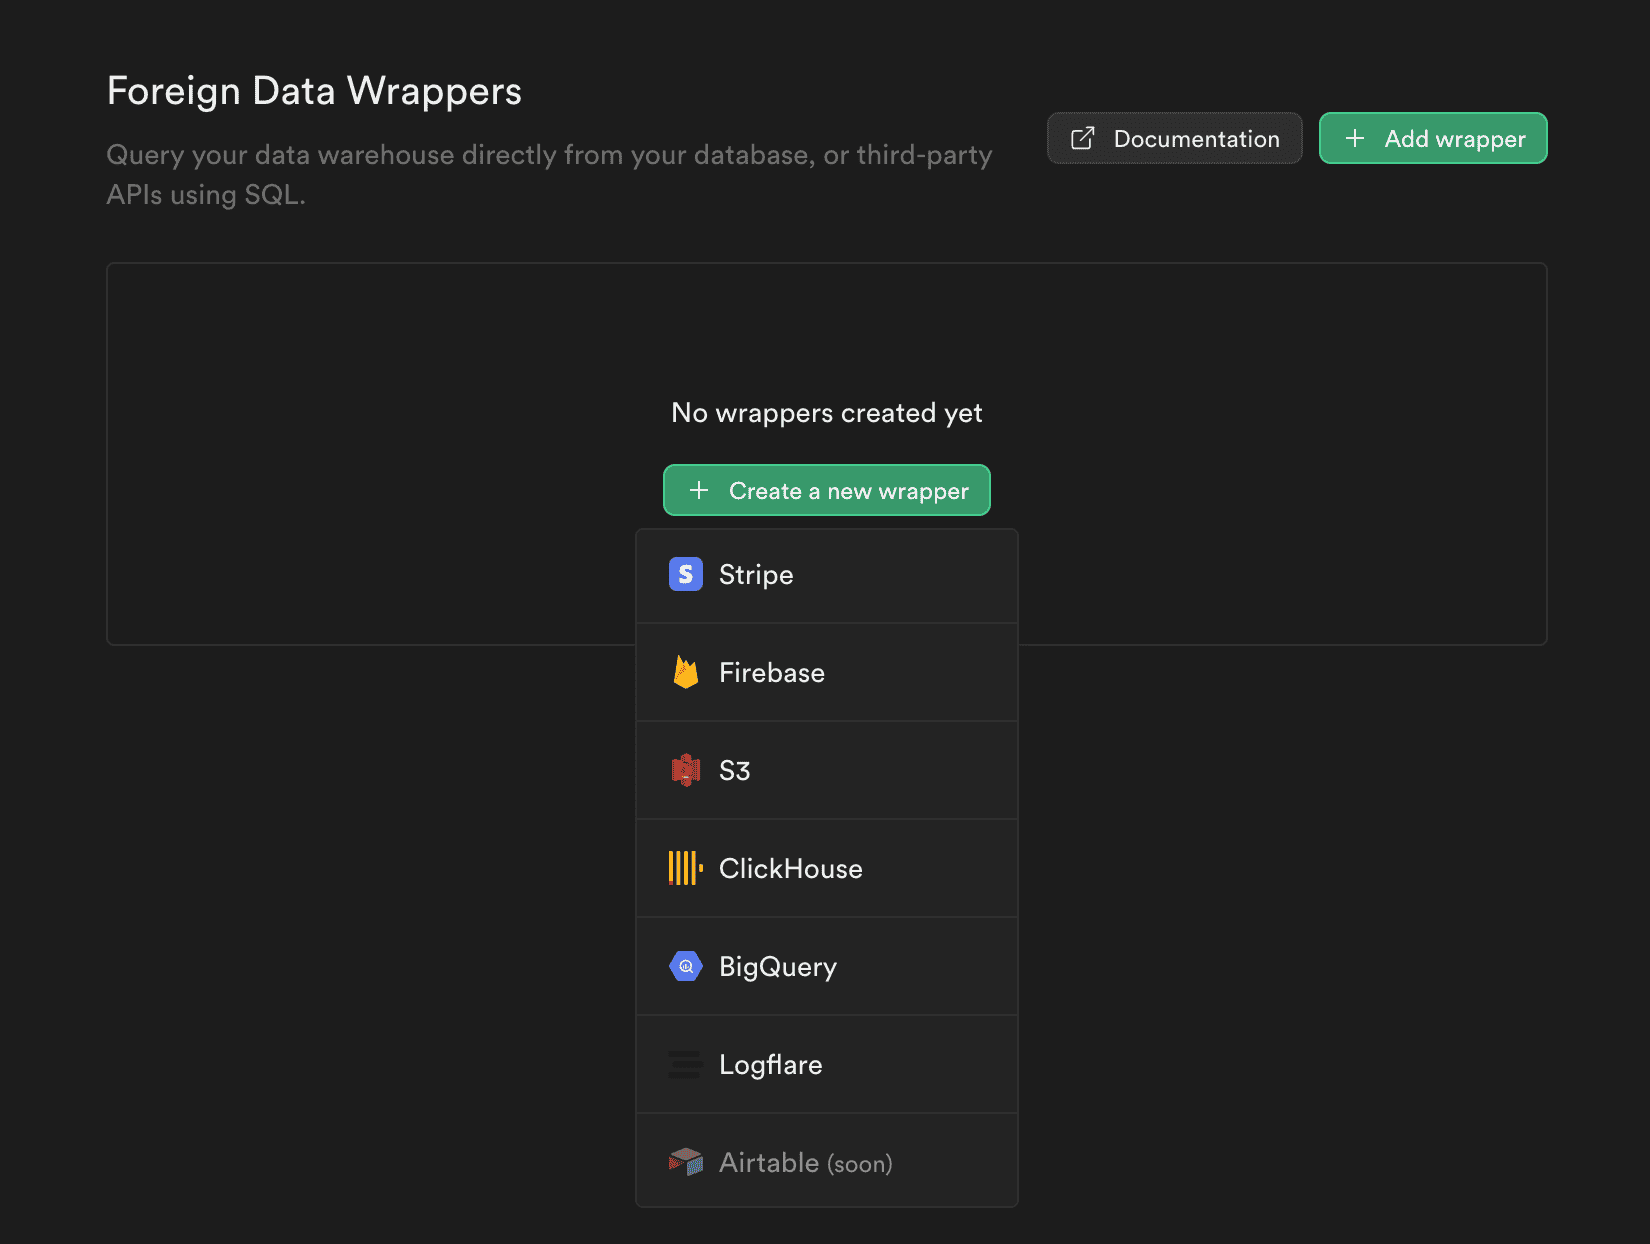 Foreign Data Wrappers
Query your data warehouse directly from your database, or third-party
APIs using SQL.
Documentation
Add wrapper
No wrappers created yet
Create a new wrapper
S Stripe
Firebase
S3
ClickHouse
BigQuery
Logflare
Airtable (soon)